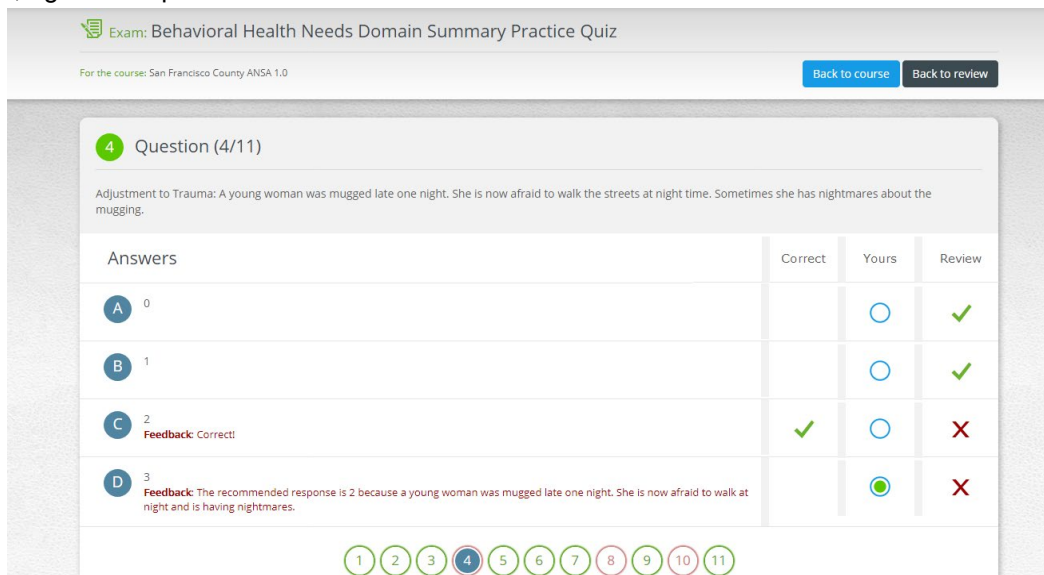 Exam: Behavioral Health Needs Domain Summary Practice Quiz
For the course: San Francisco County ANSA 1.0
Back to course
Back to review
4 Question (4/11)
Adjustment to Trauma: A young woman was mugged late one night. She is now afraid to walk the streets at night time. Sometimes she has nightmares about the
mugging.
Answers Correct Yours Review
A 0
B 1
C 2
Feedback: Correct!
D 3
Feedback: The recommended response is 2 because a young woman was mugged late one night. She is now afraid to walk at
night and is having nightmares.
1 2 3 4 5 6 7 8 9 10 11